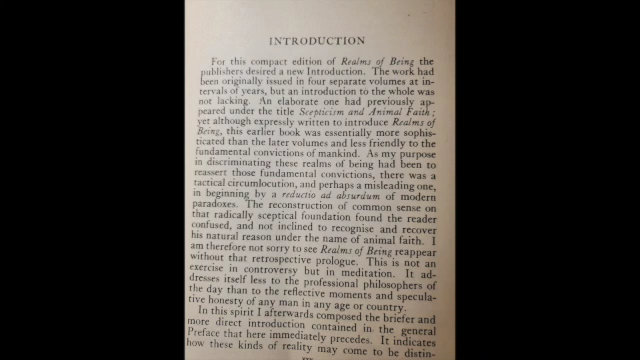 INTRODUCTION
For this compact edition of Realms of Being the
publishers desired a new Introduction. The work had
been originally issued in four separate volumes at in-
tervals of years, but an introduction to the whole was
not lacking. An elaborate one had previously ap-
peared under the title Scepticism and Animal Faith;
yet although expressly written to introduce Realms of
Being, this earlier book was essentially more sophis-
ticated than the later volumes and less friendly to the
fundamental convictions of mankind. As my purpose
in discriminating these realms of being had been to
reassert those fundamental convictions, there was a
tactical circumlocution, and perhaps a misleading one,
in beginning by a reductio ad absurdum of modern
paradoxes. The reconstruction of common sense on
that radically sceptical foundation found the reader
confused, and not inclined to recognise and recover
his natural reason under the name of animal faith. I
am therefore not sorry to see Realms of Being reappear
without that retrospective prologue. This is not an
exercise in controversy but in meditation. It ad-
dresses itself less to the professional philosophers of
the day than to the reflective moments and specula-
tive honesty of any man in any age or country.
In this spirit I afterwards composed the briefer and
more direct introduction contained in the general
Preface that here immediately precedes. It indicates
how these kinds of reality may come to be distin-